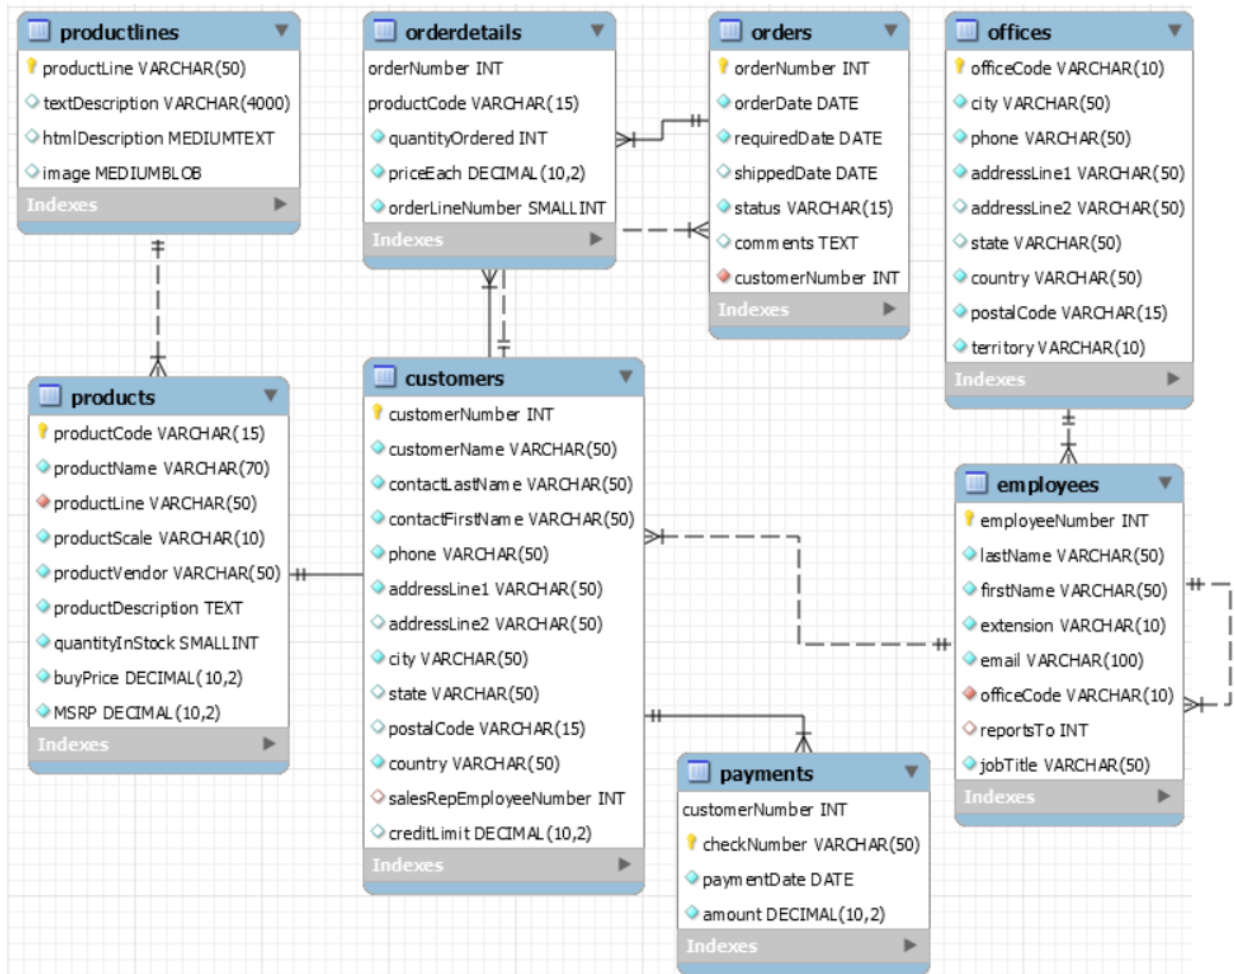 productlines
productLine VARCHAR(50)
textDescription VARCHAR(4000)
htmlDescription MEDIUMTEXT
image MEDIUMBLOB
Indexes
orderdetails
orderNumber INT
productCode VARCHAR(15)
quantityOrdered INT
priceEach DECIMAL(10,2)
orderLineNumber SMALLINT
Indexes
orders
orderNumber INT
orderDate DATE
requiredDate DATE
shippedDate DATE
status VARCHAR(15)
comments TEXT
customerNumber INT
Indexes
offices
officeCode VARCHAR(10)
city VARCHAR(50)
phone VARCHAR(50)
addressLine1 VARCHAR(50)
addressLine2 VARCHAR(50)
state VARCHAR(50)
country VARCHAR(50)
postalCode VARCHAR(15)
territory VARCHAR(10)
Indexes
products
productCode VARCHAR(15)
productName VARCHAR(70)
productLine VARCHAR(50)
productScale VARCHAR(10)
productVendor VARCHAR(50)
productDescription TEXT
quantityInStock SMALLINT
buyPrice DECIMAL(10,2)
MSRP DECIMAL(10,2)
Indexes
customers
customerNumber INT
customerName VARCHAR(50)
contactLastName VARCHAR(50)
contactFirstName VARCHAR(50)
phone VARCHAR(50)
addressLine1 VARCHAR(50)
addressLine2 VARCHAR(50)
city VARCHAR(50)
state VARCHAR(50)
postalCode VARCHAR(15)
country VARCHAR(50)
salesRepEmployeeNumber INT
creditLimit DECIMAL(10,2)
Indexes
employees
employeeNumber INT
lastName VARCHAR(50)
firstName VARCHAR(50)
extension VARCHAR(10)
email VARCHAR(100)
officeCode VARCHAR(10)
reportsTo INT
jobTitle VARCHAR(50)
Indexes
payments
customerNumber INT
checkNumber VARCHAR(50)
paymentDate DATE
amount DECIMAL(10,2)
Indexes